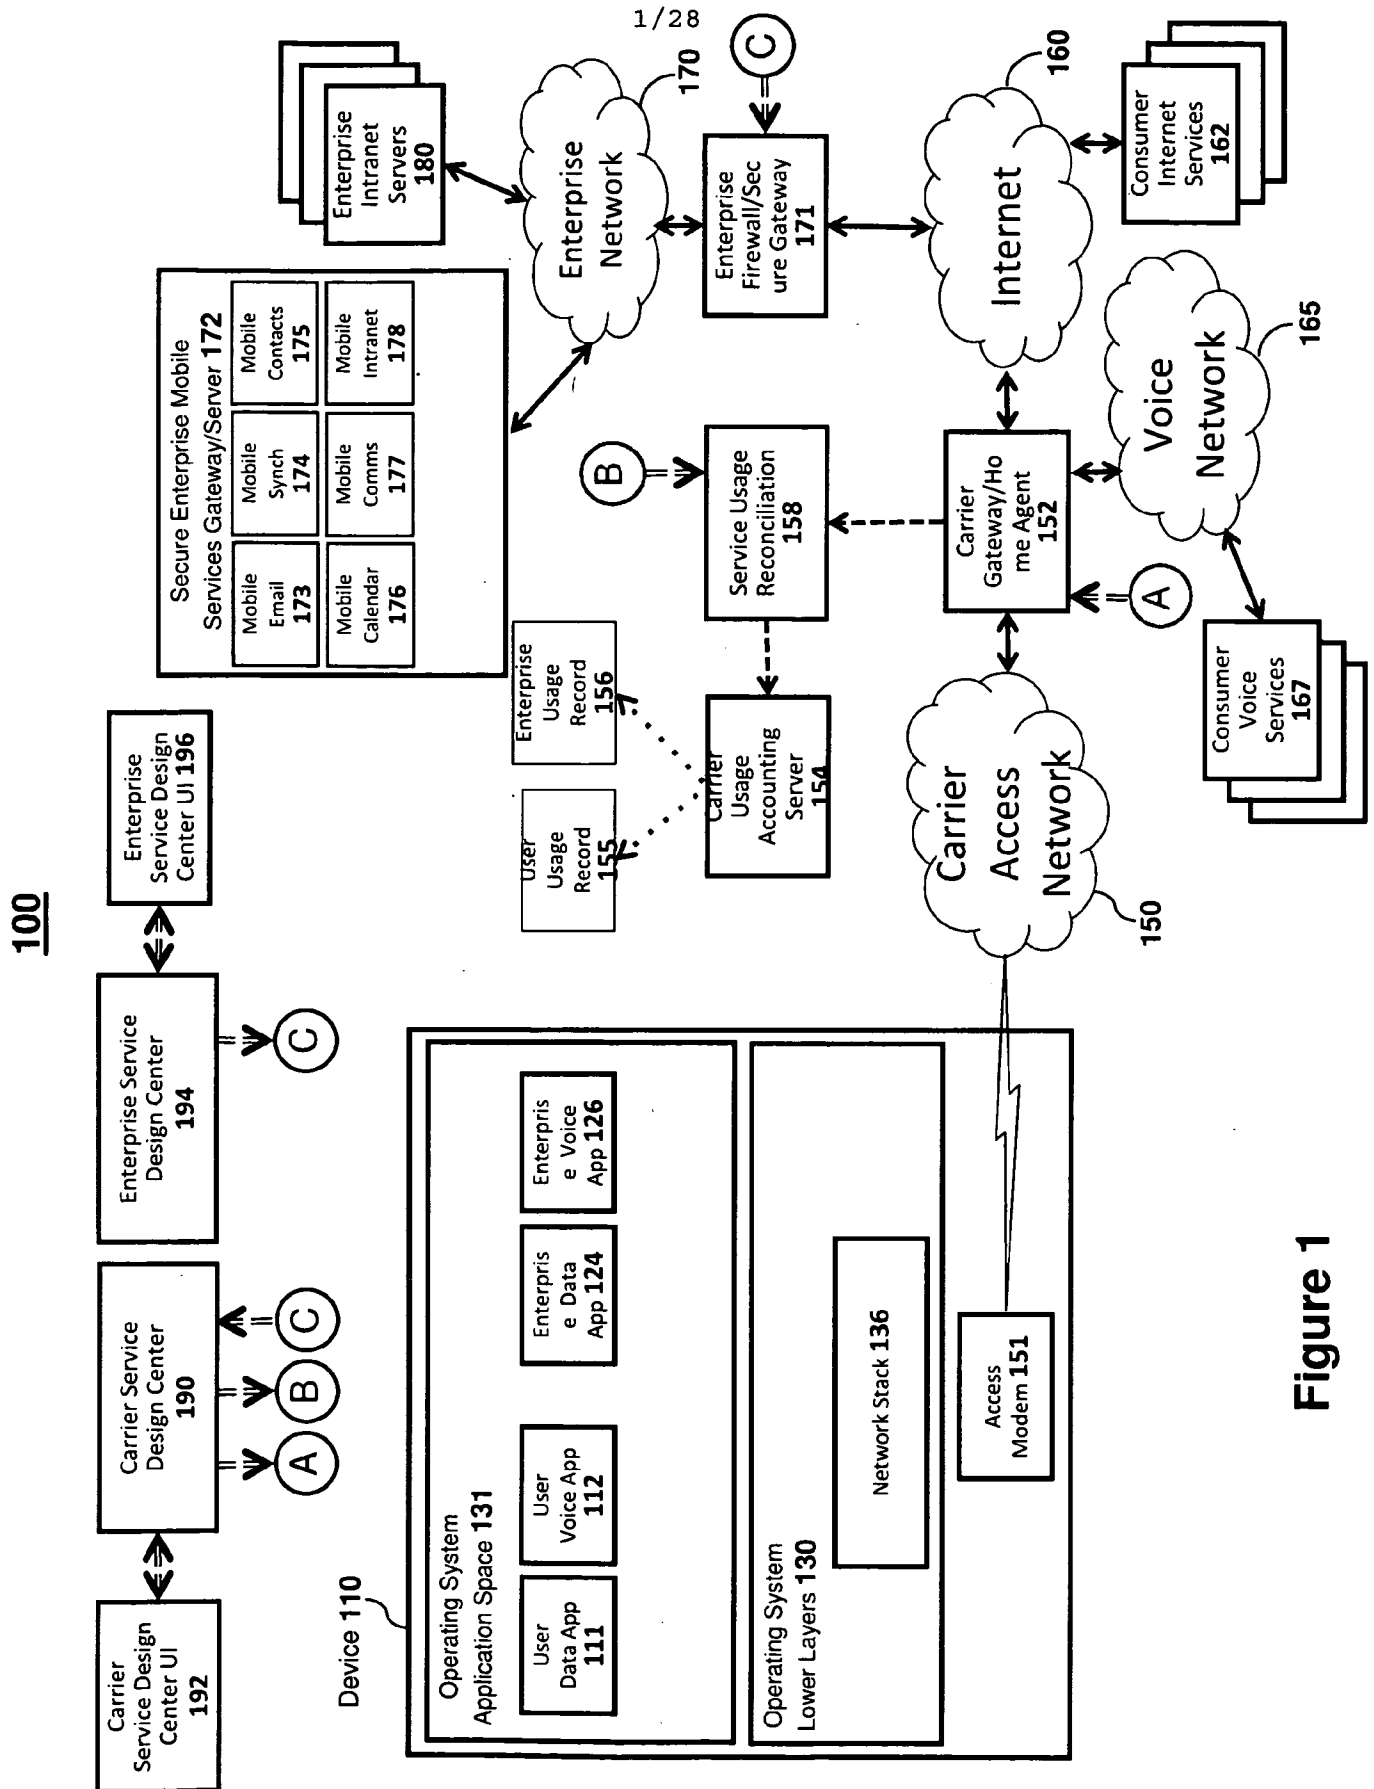 1/28
100
Carrier
Service Design
Center UI
192
Carrier Service
Design Center
190
A
B
C
Enterprise Service
Design Center
194
C
Enterprise
Service Design
Center UI 196
Device 110
Operating System
Application Space 131
User
Data App
111
User
Voice App
112
Enterpris
e Data
App 124
Enterpris
e Voice
App 126
Operating System
Lower Layers 130
Network Stack 136
Access
Modem 151
Secure Enterprise Mobile
Services Gateway/Server 172
Mobile
Email
173
Mobile
Synch
174
Mobile
Contacts
175
Mobile
Calendar
176
Mobile
Comms
177
Mobile
Intranet
178
Enterprise
Intranet
Servers
180
Enterprise
Network
170
User
Usage
Record
155
Enterprise
Usage
Record
156
Carrier
Usage
Accounting
Server
154
B
Service Usage
Reconciliation
158
Enterprise
Firewall/Sec
ure Gateway
171
C
Carrier
Access
Network
150
Carrier
Gateway/Ho
me Agent
152
A
Internet
160
Consumer
Internet
Services
162
Voice
Network
165
Consumer
Voice
Services
167
Figure 1